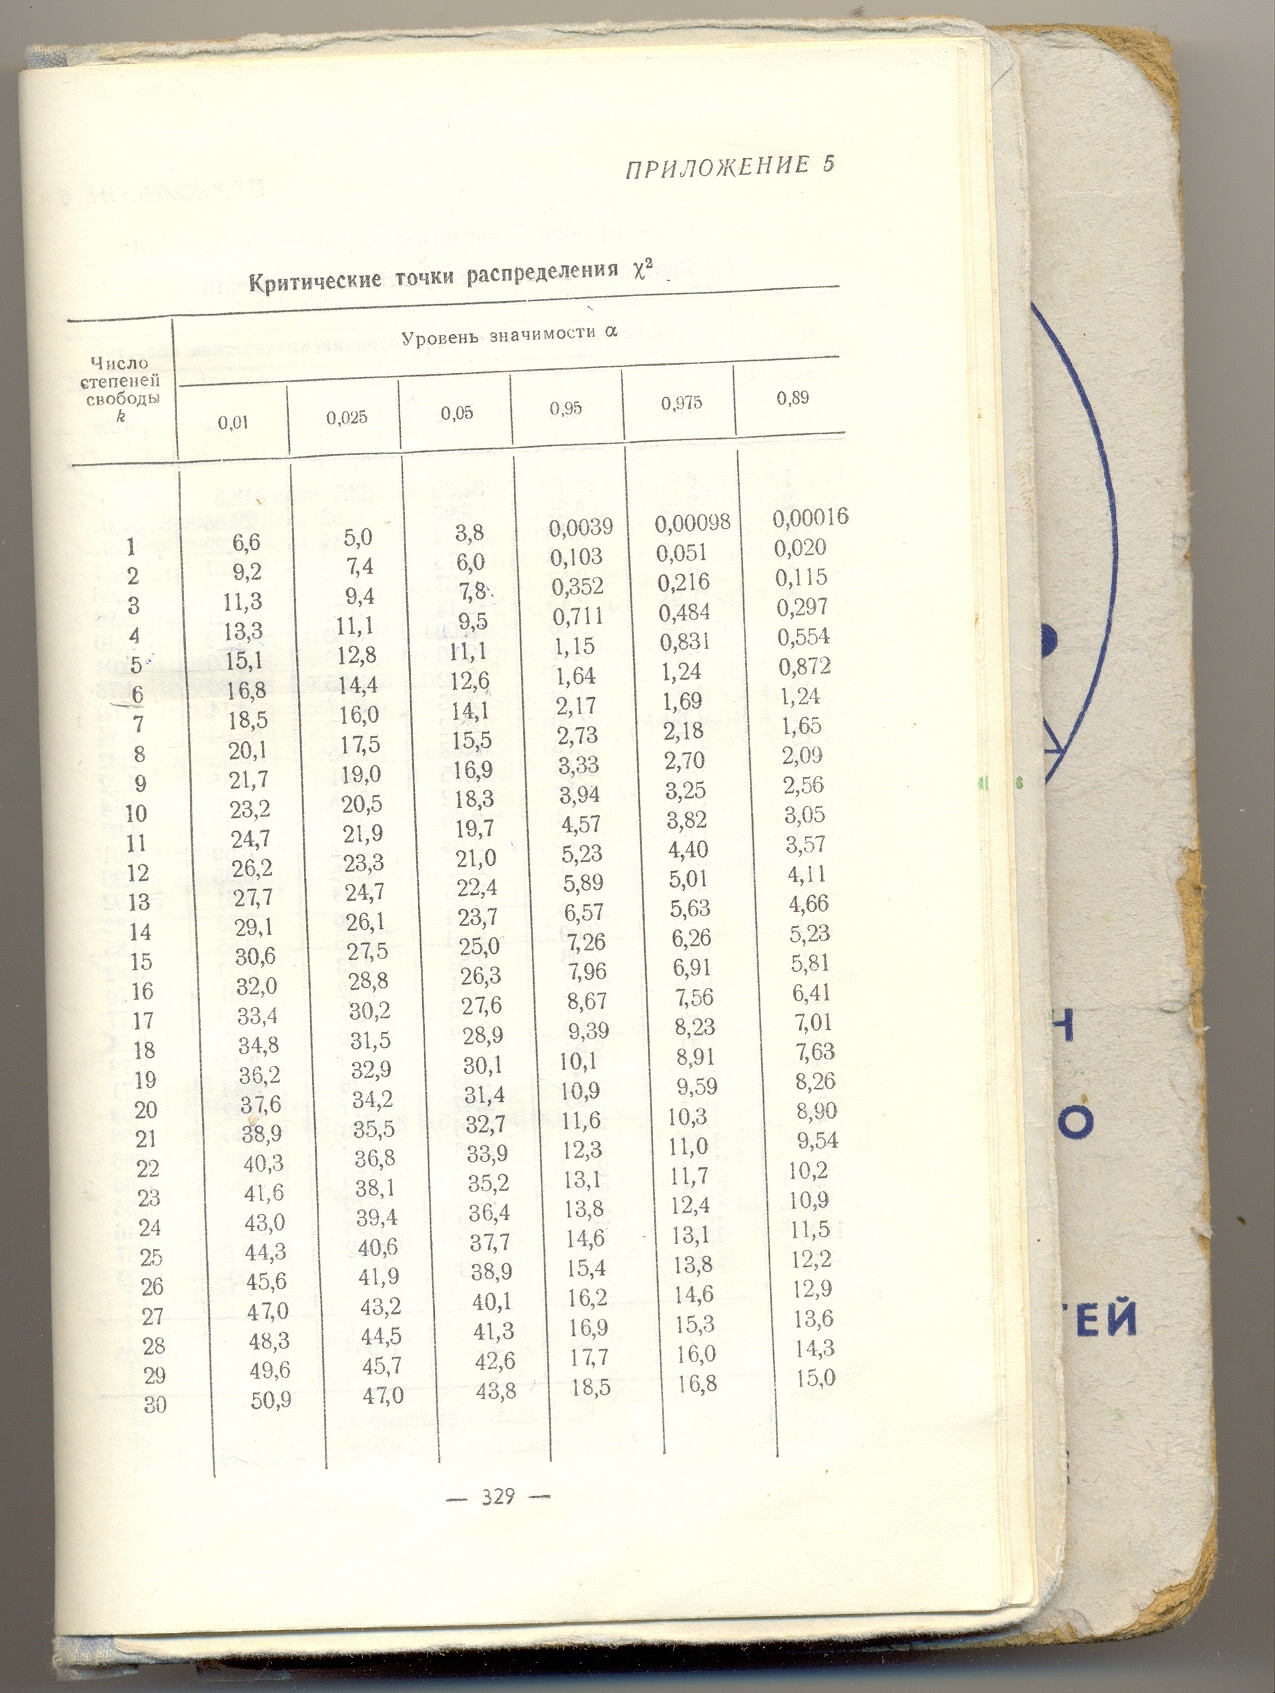 ПРИЛОЖЕНИЕ 5
Критические точки распределения χ²
Число степеней свободы k | Уровень значимости α
0,01 0,025 0,05 0,95 0,975 0,89
1 6,6 5,0 3,8 0,0039 0,00098 0,00016
2 9,2 7,4 6,0 0,103 0,051 0,020
3 11,3 9,4 7,8 0,352 0,216 0,115
4 13,3 11,1 9,5 0,711 0,484 0,297
5 15,1 12,8 11,1 1,15 0,831 0,554
6 16,8 14,4 12,6 1,64 1,24 0,872
7 18,5 16,0 14,1 2,17 1,69 1,24
8 20,1 17,5 15,5 2,73 2,18 1,65
9 21,7 19,0 16,9 3,33 2,70 2,09
10 23,2 20,5 18,3 3,94 3,25 2,56
11 24,7 21,9 19,7 4,57 3,82 3,05
12 26,2 23,3 21,0 5,23 4,40 3,57
13 27,7 24,7 22,4 5,89 5,01 4,11
14 29,1 26,1 23,7 6,57 5,63 4,66
15 30,6 27,5 25,0 7,26 6,26 5,23
16 32,0 28,8 26,3 7,96 6,91 5,81
17 33,4 30,2 27,6 8,67 7,56 6,41
18 34,8 31,5 28,9 9,39 8,23 7,01
19 36,2 32,9 30,1 10,1 8,91 7,63
20 37,6 34,2 31,4 10,9 9,59 8,26
21 38,9 35,5 32,7 11,6 10,3 8,90
22 40,3 36,8 33,9 12,3 11,0 9,54
23 41,6 38,1 35,2 13,1 11,7 10,2
24 43,0 39,4 36,4 13,8 12,4 10,9
25 44,3 40,6 37,7 14,6 13,1 11,5
26 45,6 41,9 38,9 15,4 13,8 12,2
27 47,0 43,2 40,1 16,2 14,6 12,9
28 48,3 44,5 41,3 16,9 15,3 13,6
29 49,6 45,7 42,6 17,7 16,0 14,3
30 50,9 47,0 43,8 18,5 16,8 15,0
— 329 —
Н
О
ТЕЙ